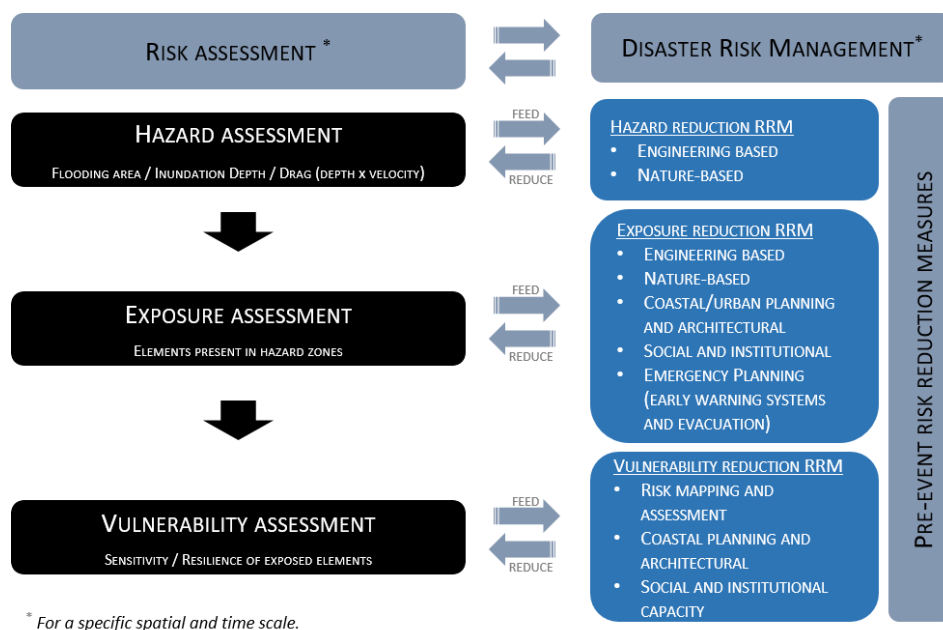 Risk assessment *
Disaster Risk Management*
Hazard assessment
Flooding area / Inundation Depth / Drag (depth x velocity)
FEED
REDUCE
Hazard reduction RRM
• Engineering based
• Nature-based
Exposure assessment
Elements present in hazard zones
FEED
REDUCE
Exposure reduction RRM
• Engineering based
• Nature-based
• Coastal/urban planning
and architectural
• Social and institutional
• Emergency Planning
(early warning systems
and evacuation)
Vulnerability assessment
Sensitivity / Resilience of exposed elements
FEED
REDUCE
Vulnerability reduction RRM
• Risk mapping and
assessment
• Coastal planning and
architectural
• Social and institutional
capacity
Pre-event risk reduction measures
* For a specific spatial and time scale.